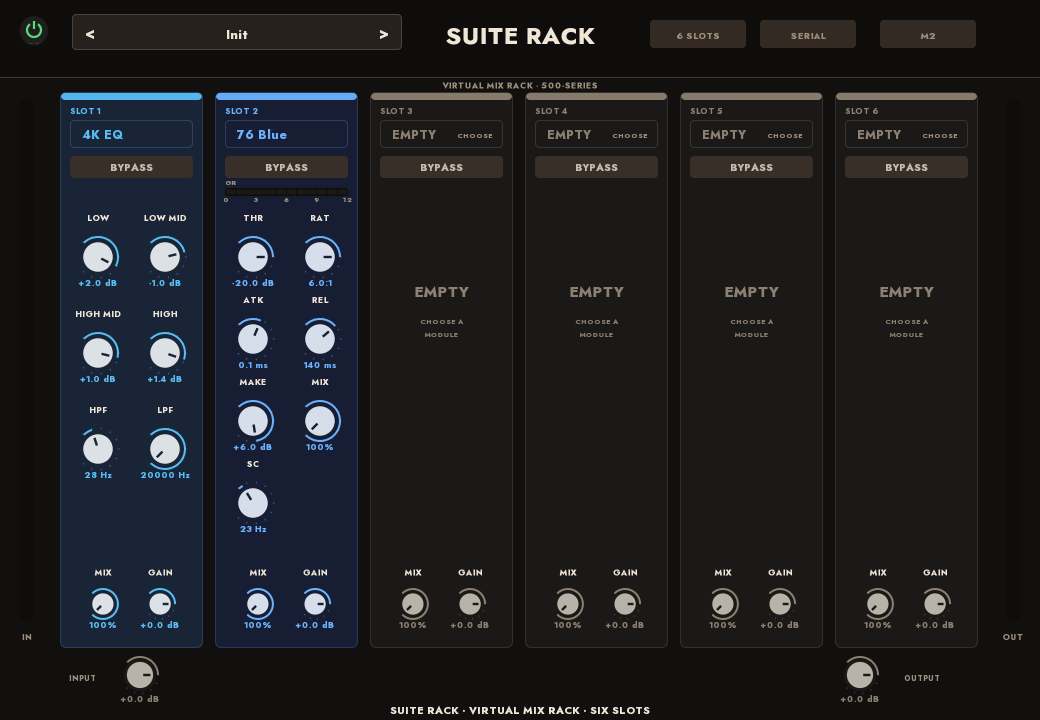 < Init >
SUITE RACK
6 SLOTS
SERIAL
M2
VIRTUAL MIX RACK · 500-SERIES
SLOT 1
4K EQ
BYPASS
LOW LOW MID
+2.0 dB -1.0 dB
HIGH MID HIGH
+1.0 dB +1.4 dB
HPF LPF
28 Hz 20000 Hz
MIX GAIN
100% +0.0 dB
SLOT 2
76 Blue
BYPASS
GR
0 3 6 9 12
THR RAT
-20.0 dB 6.0:1
ATK REL
0.1 ms 140 ms
MAKE MIX
+6.0 dB 100%
SC
23 Hz
MIX GAIN
100% +0.0 dB
SLOT 3
EMPTY CHOOSE
BYPASS
EMPTY
CHOOSE A
MODULE
MIX GAIN
100% +0.0 dB
SLOT 4
EMPTY CHOOSE
BYPASS
EMPTY
CHOOSE A
MODULE
MIX GAIN
100% +0.0 dB
SLOT 5
EMPTY CHOOSE
BYPASS
EMPTY
CHOOSE A
MODULE
MIX GAIN
100% +0.0 dB
SLOT 6
EMPTY CHOOSE
BYPASS
EMPTY
CHOOSE A
MODULE
MIX GAIN
100% +0.0 dB
IN
OUT
INPUT
+0.0 dB
OUTPUT
+0.0 dB
SUITE RACK · VIRTUAL MIX RACK · SIX SLOTS